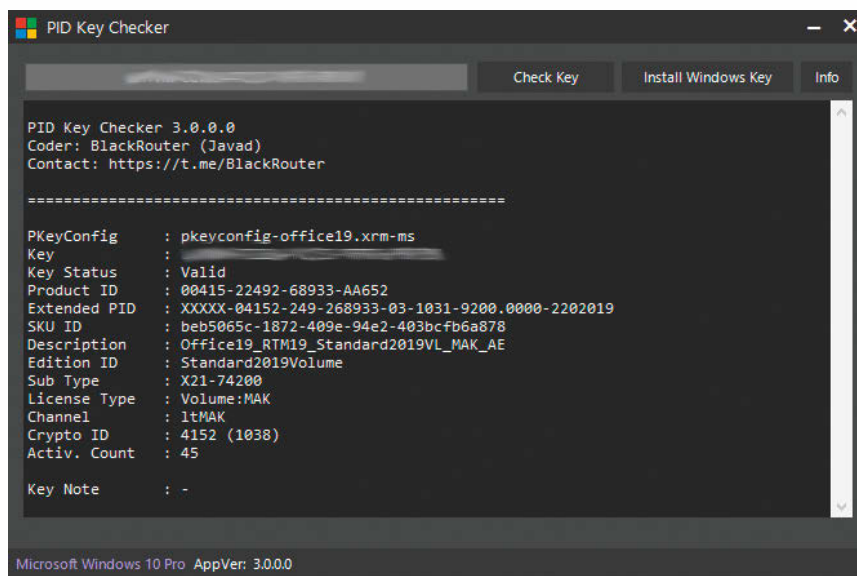 PID Key Checker
Check Key Install Windows Key Info
PID Key Checker 3.0.0.0
Coder: BlackRouter (Javad)
Contact: https://t.me/BlackRouter
=====================================================
PKeyConfig : pkeyconfig-office19.xrm-ms
Key :
Key Status : Valid
Product ID : 00415-22492-68933-AA652
Extended PID : XXXXX-04152-249-268933-03-1031-9200.0000-2202019
SKU ID : beb5065c-1872-409e-94e2-403bcfb6a878
Description : Office19_RTM19_Standard2019VL_MAK_AE
Edition ID : Standard2019Volume
Sub Type : X21-74200
License Type : Volume:MAK
Channel : ltMAK
Crypto ID : 4152 (1038)
Activ. Count : 45
Key Note : -
Microsoft Windows 10 Pro AppVer: 3.0.0.0